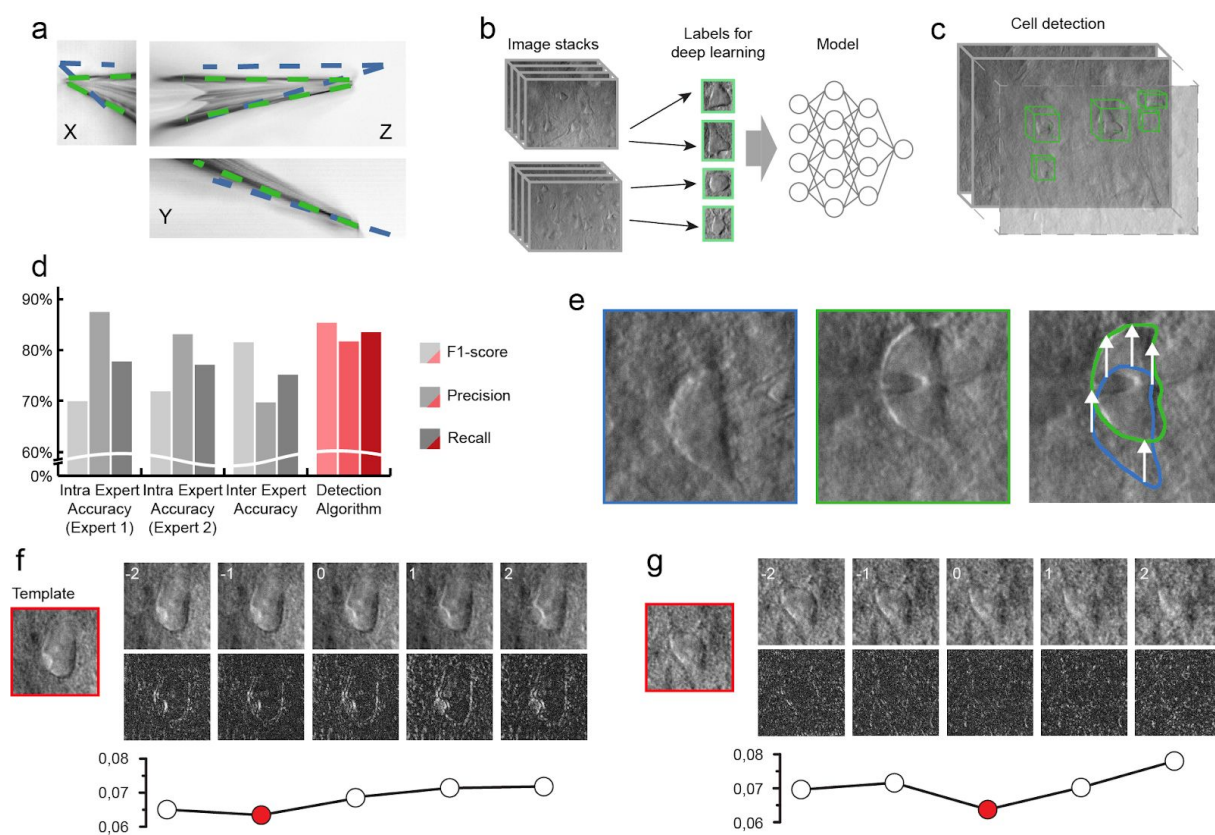 a
X
Z
Y
b
Image stacks
Labels for
deep learning
Model
c
Cell detection
d
90%
80%
70%
60%
0%
Intra Expert
Accuracy
(Expert 1)
Intra Expert
Accuracy
(Expert 2)
Inter Expert
Accuracy
Detection
Algorithm
F1-score
Precision
Recall
e
f
Template
-2
-1
0
1
2
0,08
0,07
0,06
g
-2
-1
0
1
2
0,08
0,07
0,06